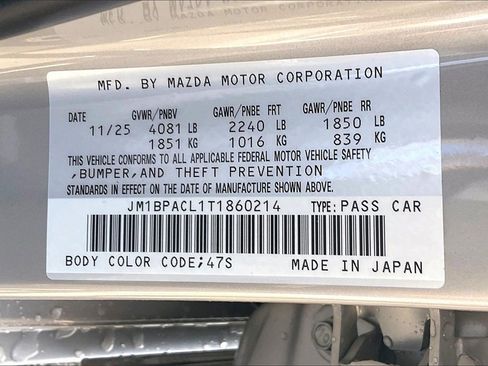 MFD. BY MAZDA MOTOR CORPORATION
DATE GVWR/PNBV GAWR/PNBE FRT GAWR/PNBE RR
11/25 4081 LB 2240 LB 1850 LB
1851 KG 1016 KG 839 KG
THIS VEHICLE CONFORMS TO ALL APPLICABLE FEDERAL MOTOR VEHICLE SAFETY
,BUMPER,AND THEFT PREVENTION
STANDARDS IN EFFECT ON THE DATE OF MANUFACTURE SHOWN ABOVE.
JM1BPACL1T1860214 TYPE:PASS CAR
BODY COLOR CODE;47S MADE IN JAPAN